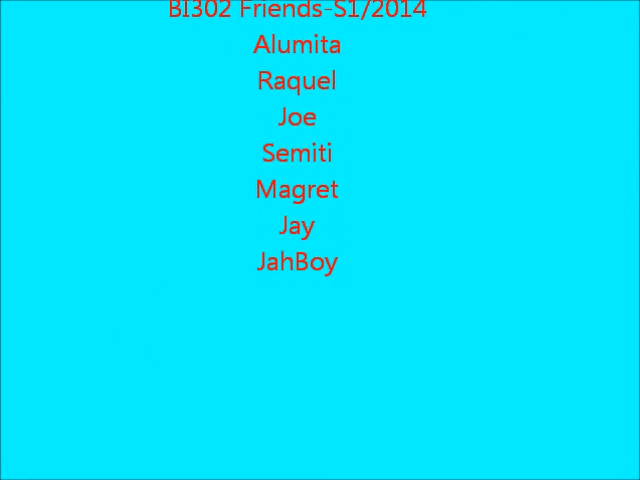 BI302 Friends-S1/2014
Alumita
Raquel
Joe
Semiti
Magret
Jay
JahBoy